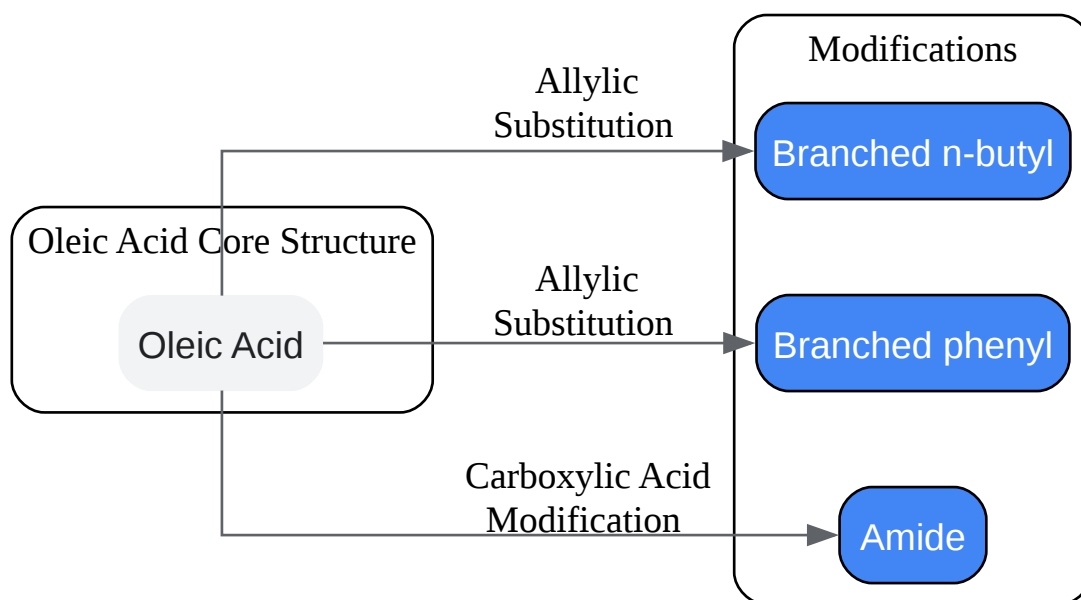 Modifications
Allylic
Substitution
Branched n-butyl
Oleic Acid Core Structure
Allylic
Substitution
Oleic Acid
Branched phenyl
Carboxylic Acid
Modification
Amide